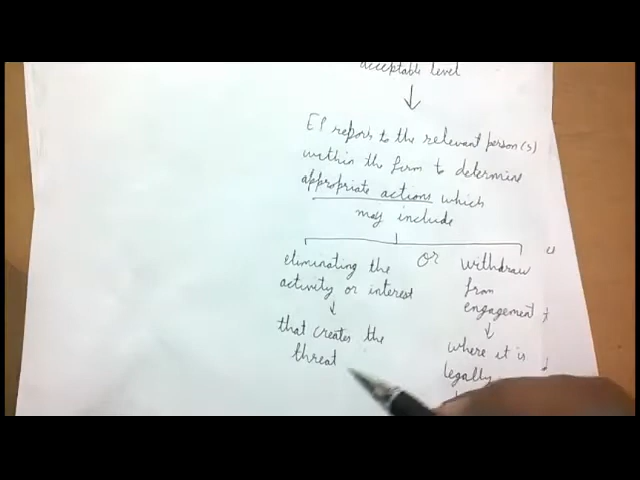 acceptable level
↓
EP repors to the relevant person(s)
within the firm to determine
appropriate actions which
may include
eliminating the
activity or interest
↓
that creates the
threat
or
withdraw
from
engagement
↓
where it is
legally